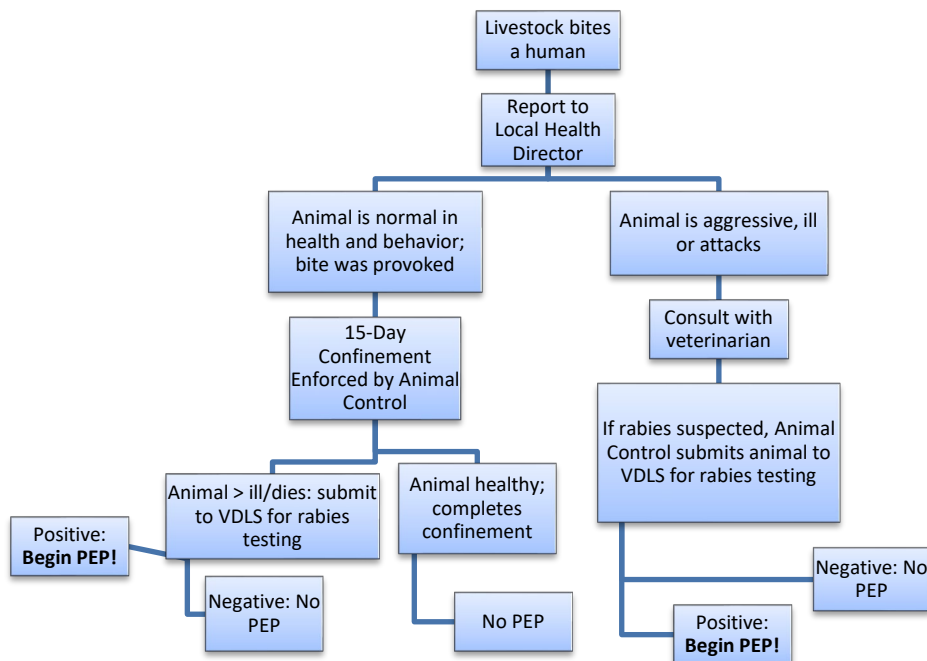 Livestock bites
a human
Report to
Local Health
Director
Animal is normal in
health and behavior;
bite was provoked
Animal is aggressive, ill
or attacks
15-Day
Confinement
Enforced by Animal
Control
Consult with
veterinarian
If rabies suspected, Animal
Control submits animal to
VDLS for rabies testing
Animal > ill/dies: submit
to VDLS for rabies
testing
Animal healthy;
completes
confinement
Positive:
Begin PEP!
Negative: No
PEP
No PEP
Negative: No
PEP
Positive:
Begin PEP!